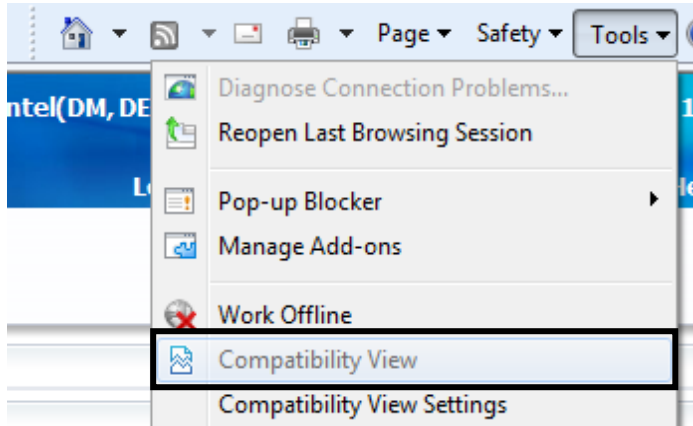 Page Safety Tools
ntel(DM, DE
1
Diagnose Connection Problems...
Reopen Last Browsing Session
Pop-up Blocker
Manage Add-ons
Work Offline
Compatibility View
Compatibility View Settings